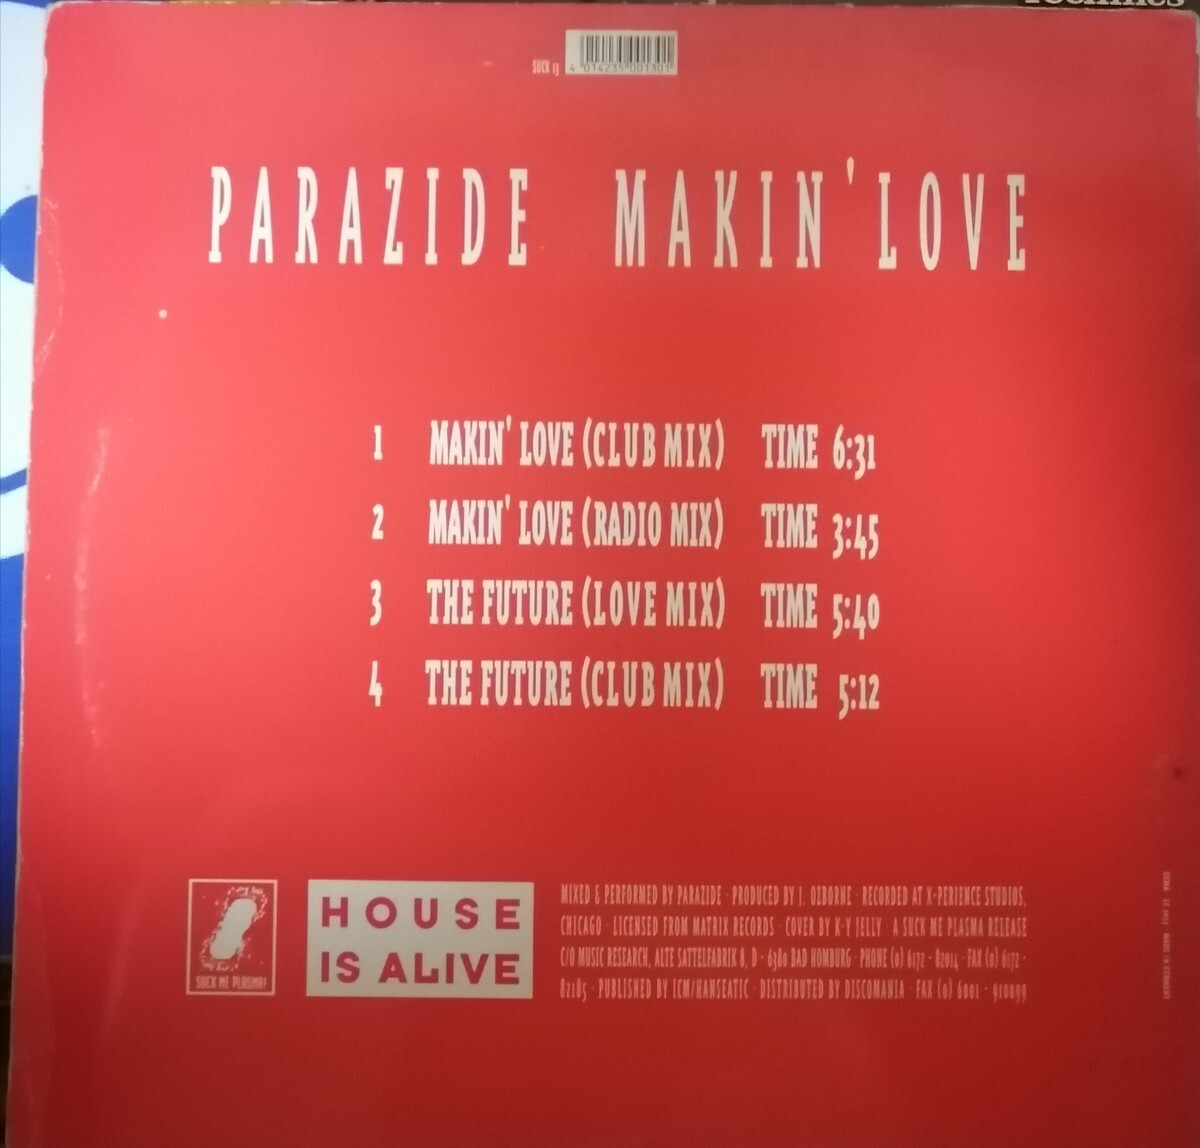 SUCK 13
4 014235 001301
PARAZIDE MAKIN' LOVE
1 MAKIN' LOVE (CLUB MIX) TIME 6:31
2 MAKIN' LOVE (RADIO MIX) TIME 3:45
3 THE FUTURE (LOVE MIX) TIME 5:40
4 THE FUTURE (CLUB MIX) TIME 5:12
MIXED & PERFORMED BY PARAZIDE · PRODUCED BY J. OZBORNE · RECORDED AT X-PERIENCE STUDIOS,
CHICAGO · LICENSED FROM MATRIX RECORDS · COVER BY K-Y JELLY · A SUCK ME PLASMA RELEASE
C/O MUSIC RESEARCH, ALTE SATTELFABRIK 8, D - 6380 BAD HOMBURG · PHONE (0) 6172 - 82014 · FAX (0) 6172 -
82185 · PUBLISHED BY ICM/HANSEATIC · DISTRIBUTED BY DISCOMANIA · FAX (0) 6001 - 910099
SUCK ME PLASMA!
HOUSE
IS ALIVE
MADE IN GERMANY